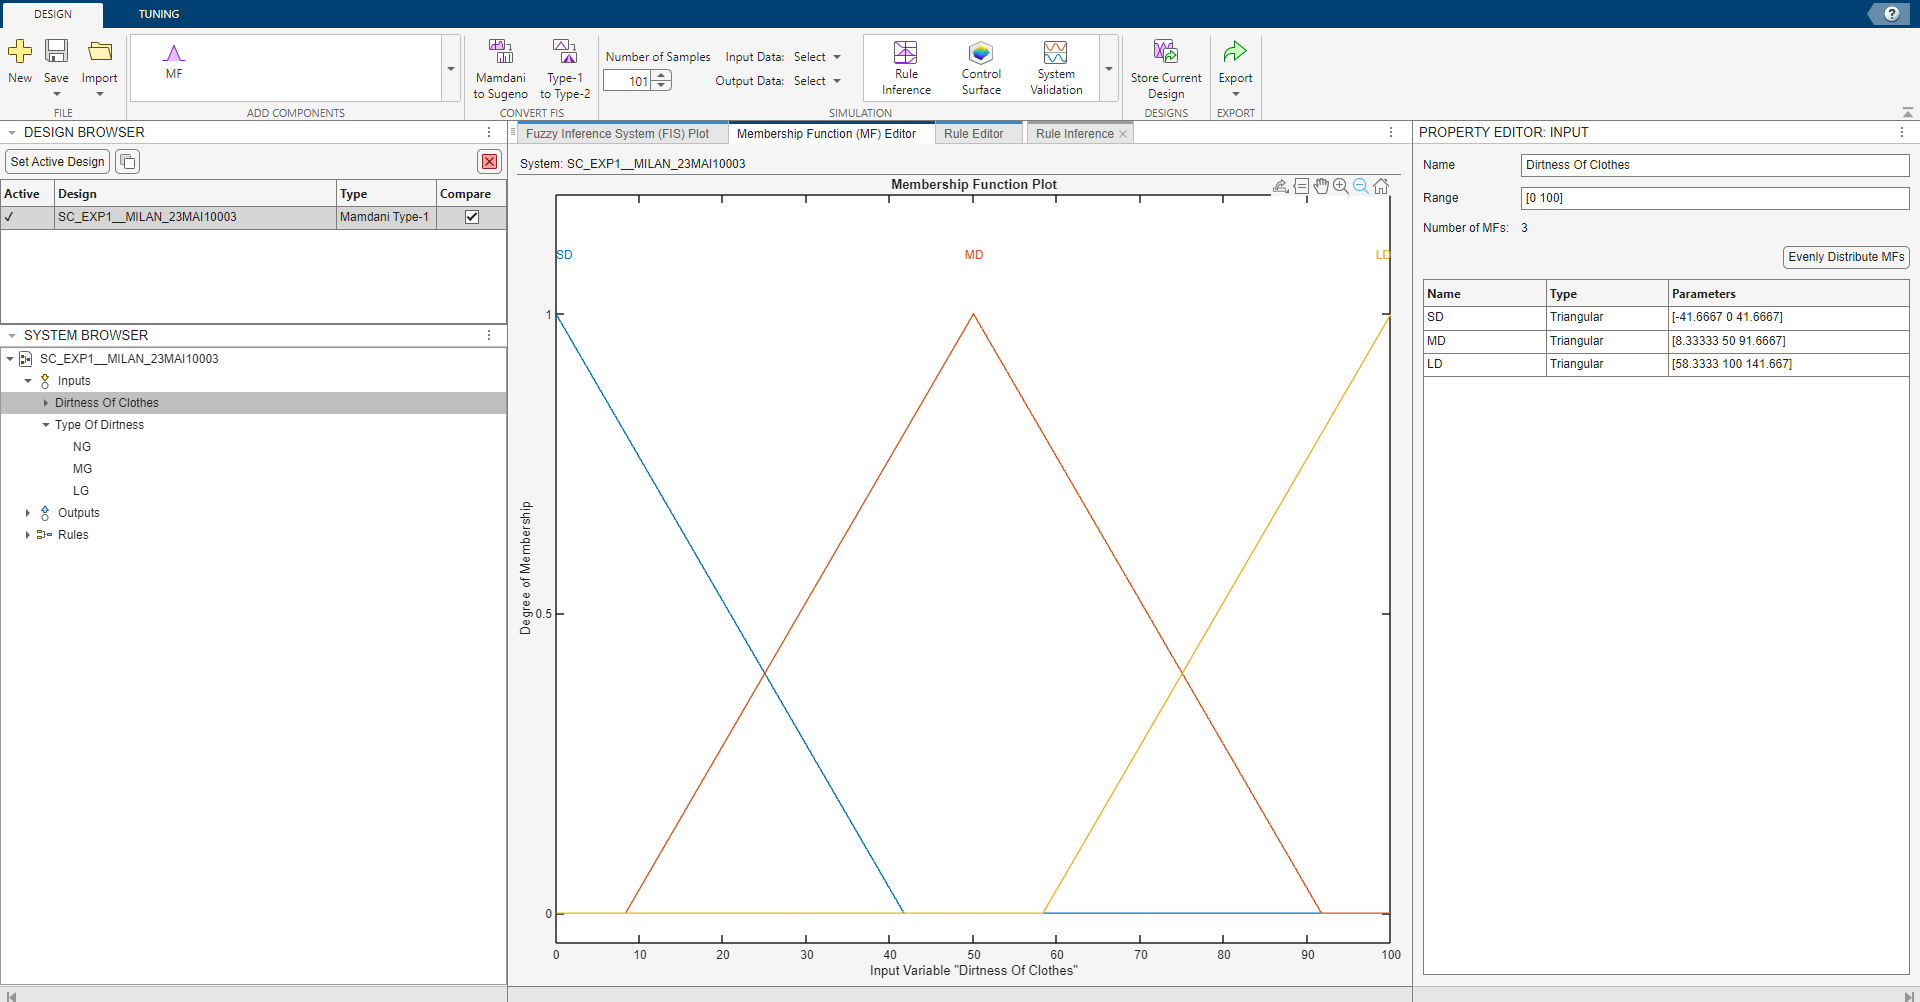 DESIGN TUNING
New Save Import
FILE
MF
ADD COMPONENTS
Mamdani to Sugeno
Type-1 to Type-2
CONVERT FIS
Number of Samples
101
Input Data: Select
Output Data: Select
Rule Inference
Control Surface
System Validation
SIMULATION
Store Current Design
DESIGNS
Export
EXPORT
DESIGN BROWSER
Set Active Design
Active Design Type Compare
SC_EXP1__MILAN_23MAI10003 Mamdani Type-1
SYSTEM BROWSER
SC_EXP1__MILAN_23MAI10003
Inputs
Dirtness Of Clothes
Type Of Dirtness
NG
MG
LG
Outputs
Rules
Fuzzy Inference System (FIS) Plot Membership Function (MF) Editor Rule Editor Rule Inference
System: SC_EXP1__MILAN_23MAI10003
Membership Function Plot
SD MD LD
1
0.5
0
Degree of Membership
0 10 20 30 40 50 60 70 80 90 100
Input Variable "Dirtness Of Clothes"
PROPERTY EDITOR: INPUT
Name Dirtness Of Clothes
Range [0 100]
Number of MFs: 3
Evenly Distribute MFs
Name Type Parameters
SD Triangular [-41.6667 0 41.6667]
MD Triangular [8.33333 50 91.6667]
LD Triangular [58.3333 100 141.667]